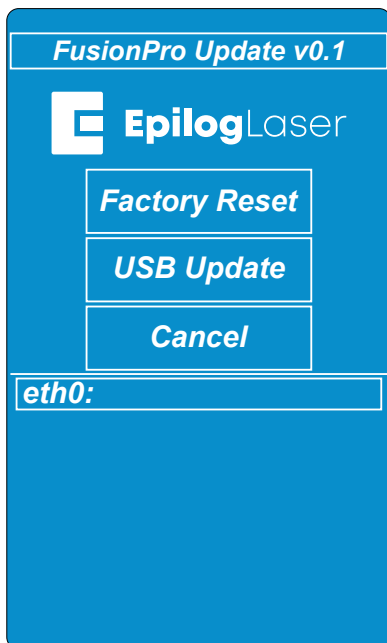 FusionPro Update v0.1
EpilogLaser
Factory Reset
USB Update
Cancel
eth0: